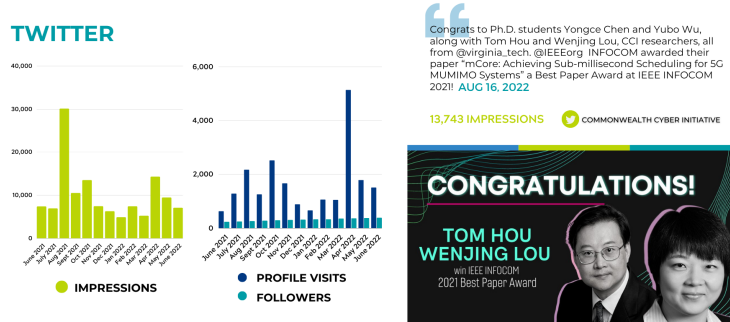 TWITTER
40,000
30,000
20,000
10,000
0
June 2021
July 2021
Aug 2021
Sept 2021
Oct 2021
Nov 2021
Dec 2021
Jan 2022
Feb 2022
Mar 2022
Apr 2022
May 2022
June 2022
IMPRESSIONS
6,000
4,000
2,000
0
June 2021
July 2021
Aug 2021
Sept 2021
Oct 2021
Nov 2021
Dec 2021
Jan 2022
Feb 2022
Mar 2022
Apr 2022
May 2022
June 2022
PROFILE VISITS
FOLLOWERS
Congrats to Ph.D. students Yongce Chen and Yubo Wu,
along with Tom Hou and Wenjing Lou, CCI researchers, all
from @virginia_tech. @IEEEorg INFOCOM awarded their
paper “mCore: Achieving Sub-millisecond Scheduling for 5G
MUMIMO Systems” a Best Paper Award at IEEE INFOCOM
2021! AUG 16, 2022
13,743 IMPRESSIONS
COMMONWEALTH CYBER INITIATIVE
CONGRATULATIONS!
TOM HOU
WENJING LOU
win IEEE INFOCOM
2021 Best Paper Award